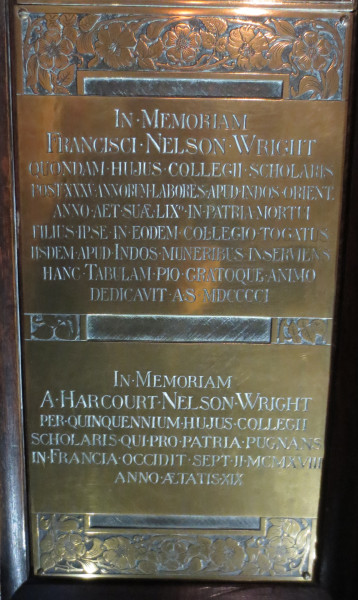 IN·MEMORIAM
FRANCISCI·NELSON·WRIGHT
QUONDAM·HUJUS·COLLEGII·SCHOLARIS
POST·XXXV·ANNORUM·LABORES·APUD·INDOS·ORIENT
ANNO·AET·SUÆ·LIXº·IN·PATRIA·MORTUI
FILIUS·IPSE·IN·EODEM·COLLEGIO·TOGATUS
IISDEM·APUD·INDOS·MUNERIBUS·INSERVIENS
HANC·TABULAM·PIO·GRATOQUE·ANIMO
DEDICAVIT·A·S·MDCCCCI
IN·MEMORIAM
A·HARCOURT·NELSON·WRIGHT
PER·QUINQUENNIUM·HUJUS·COLLEGII
SCHOLARIS·QUI·PRO·PATRIA·PUGNANS
IN·FRANCIA·OCCIDIT·SEPT·II·MCMXVIII
ANNO·ÆTATIS·XIX